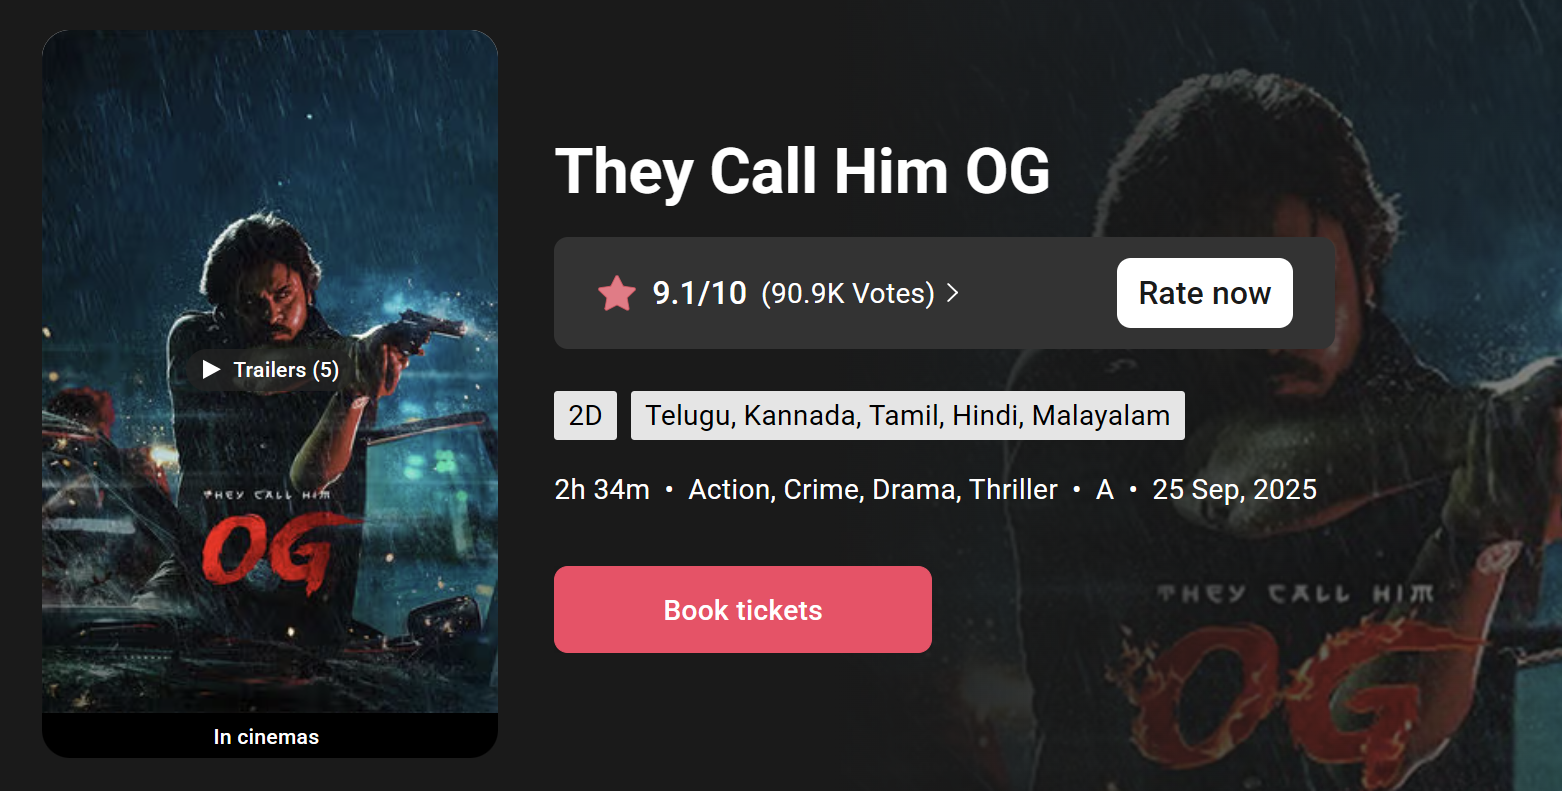 They Call Him OG
9.1/10 (90.9K Votes) >
Rate now
Trailers (5)
2D
Telugu, Kannada, Tamil, Hindi, Malayalam
2h 34m • Action, Crime, Drama, Thriller • A • 25 Sep, 2025
THEY CALL HIM
OG
Book tickets
In cinemas
THEY CALL HIM
OG